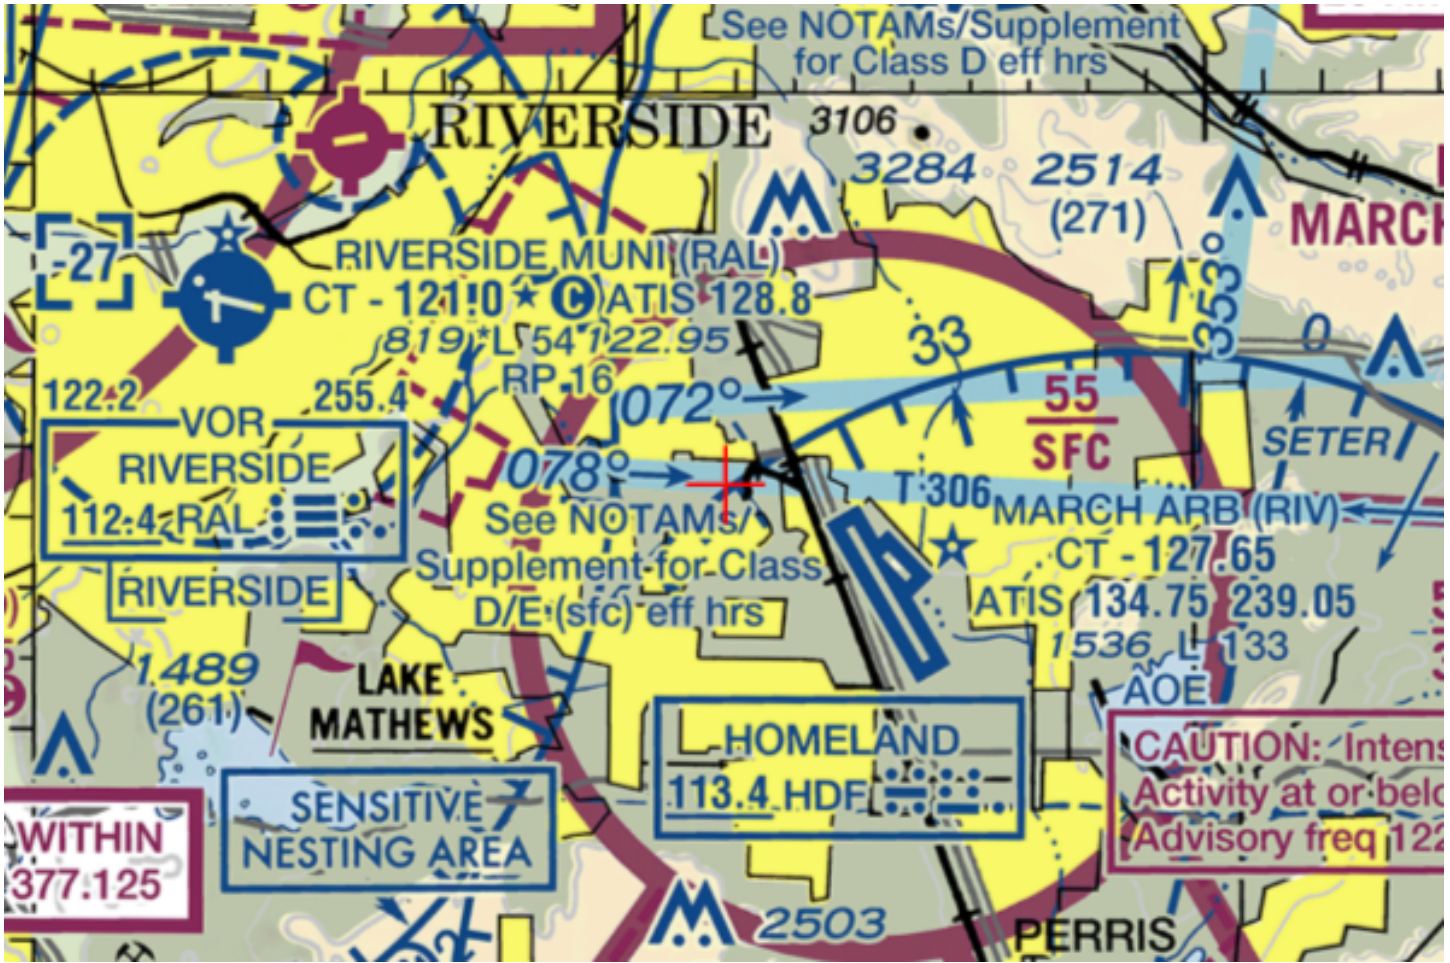 See NOTAMs/Supplement
for Class D eff hrs
RIVERSIDE
3106
3284
2514
(271)
MARCH
-27
RIVERSIDE MUNI (RAL)
CT - 121.0 * C ATIS 128.8
819 *L 54 122.95
RP 16
353°
33
0
122.2
255.4
072°
55
SFC
SETER
VOR
RIVERSIDE
112.4 RAL
RIVERSIDE
078°
T 306
See NOTAMs/
Supplement for Class
D/E (sfc) eff hrs
MARCH ARB (RIV)
CT - 127.65
ATIS 134.75 239.05
1536 L 133
AOE
1489
(261)
LAKE
MATHEWS
HOMELAND
113.4 HDF
CAUTION: Intens
Activity at or belo
Advisory freq 122
SENSITIVE
NESTING AREA
WITHIN
377.125
2503
PERRIS